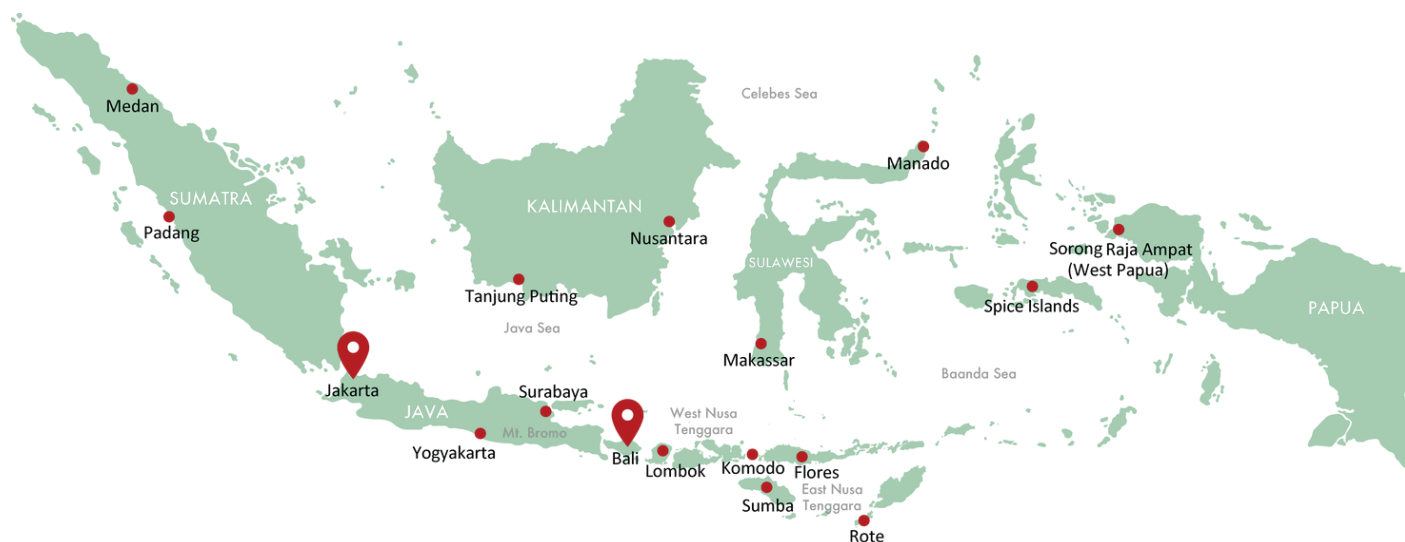 Celebes Sea
Medan
Manado
SUMATRA
KALIMANTAN
Padang
Nusantara
Sorong Raja Ampat
(West Papua)
SULAWESI
Tanjung Puting
Spice Islands
PAPUA
Java Sea
Makassar
Baanda Sea
Jakarta
Surabaya
JAVA
West Nusa
Tenggara
Mt. Bromo
Yogyakarta
Bali
Lombok
Komodo
Flores
East Nusa
Tenggara
Sumba
Rote